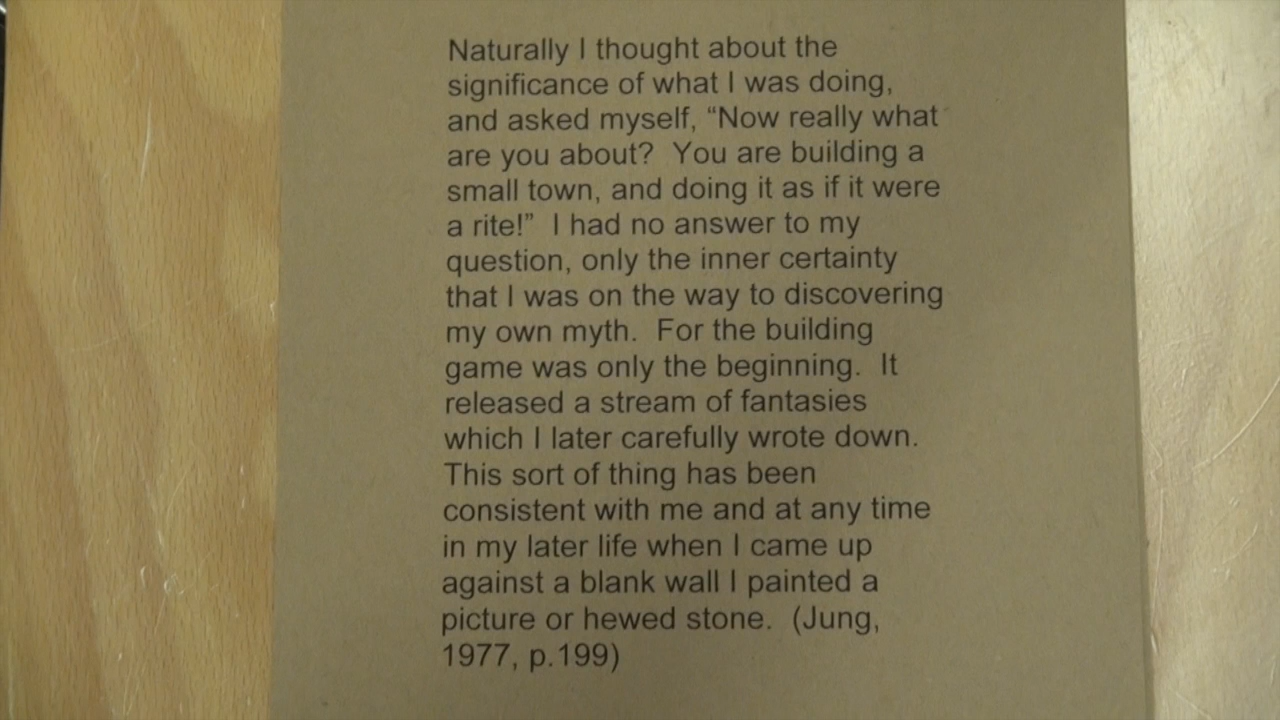 Naturally I thought about the
significance of what I was doing,
and asked myself, “Now really what
are you about?  You are building a
small town, and doing it as if it were
a rite!”  I had no answer to my
question, only the inner certainty
that I was on the way to discovering
my own myth.  For the building
game was only the beginning.  It
released a stream of fantasies
which I later carefully wrote down.
This sort of thing has been
consistent with me and at any time
in my later life when I came up
against a blank wall I painted a
picture or hewed stone.  (Jung,
1977, p.199)